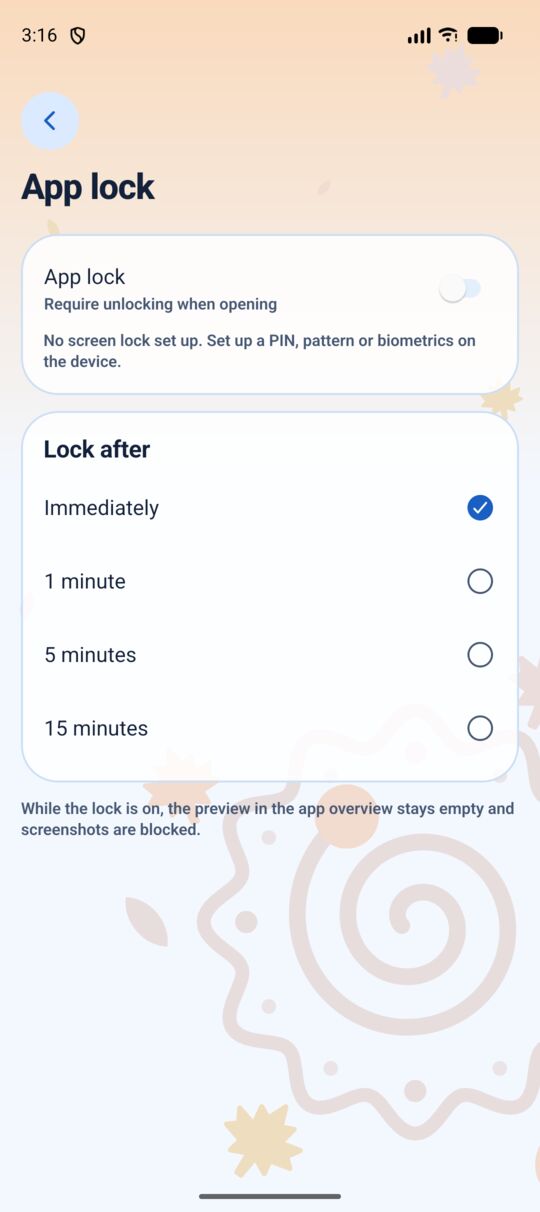 3:16
App lock
App lock
Require unlocking when opening
No screen lock set up. Set up a PIN, pattern or biometrics on
the device.
Lock after
Immediately
1 minute
5 minutes
15 minutes
While the lock is on, the preview in the app overview stays empty and
screenshots are blocked.